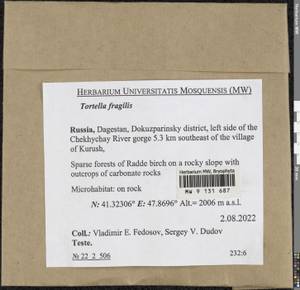 HERBARIUM UNIVERSITATIS MOSQUENSIS (MW)
Tortella fragilis
Russia, Dagestan, Dokuzparinsky district, left side of the
Chekhychay River gorge 5.3 km southeast of the village
of Kurush,
Sparse forests of Radde birch on a rocky slope with
outcrops of carbonate rocks
Herbarium MW, Bryophyta
Microhabitat: on rock
MW 9 131 687
N: 41.32306° E: 47.8696° Alt= 2006 m a.s.l.
2.08.2022
Coll.: Vladimir E. Fedosov, Sergey V. Dudov
Teste.
№ 22_2_506
232:6